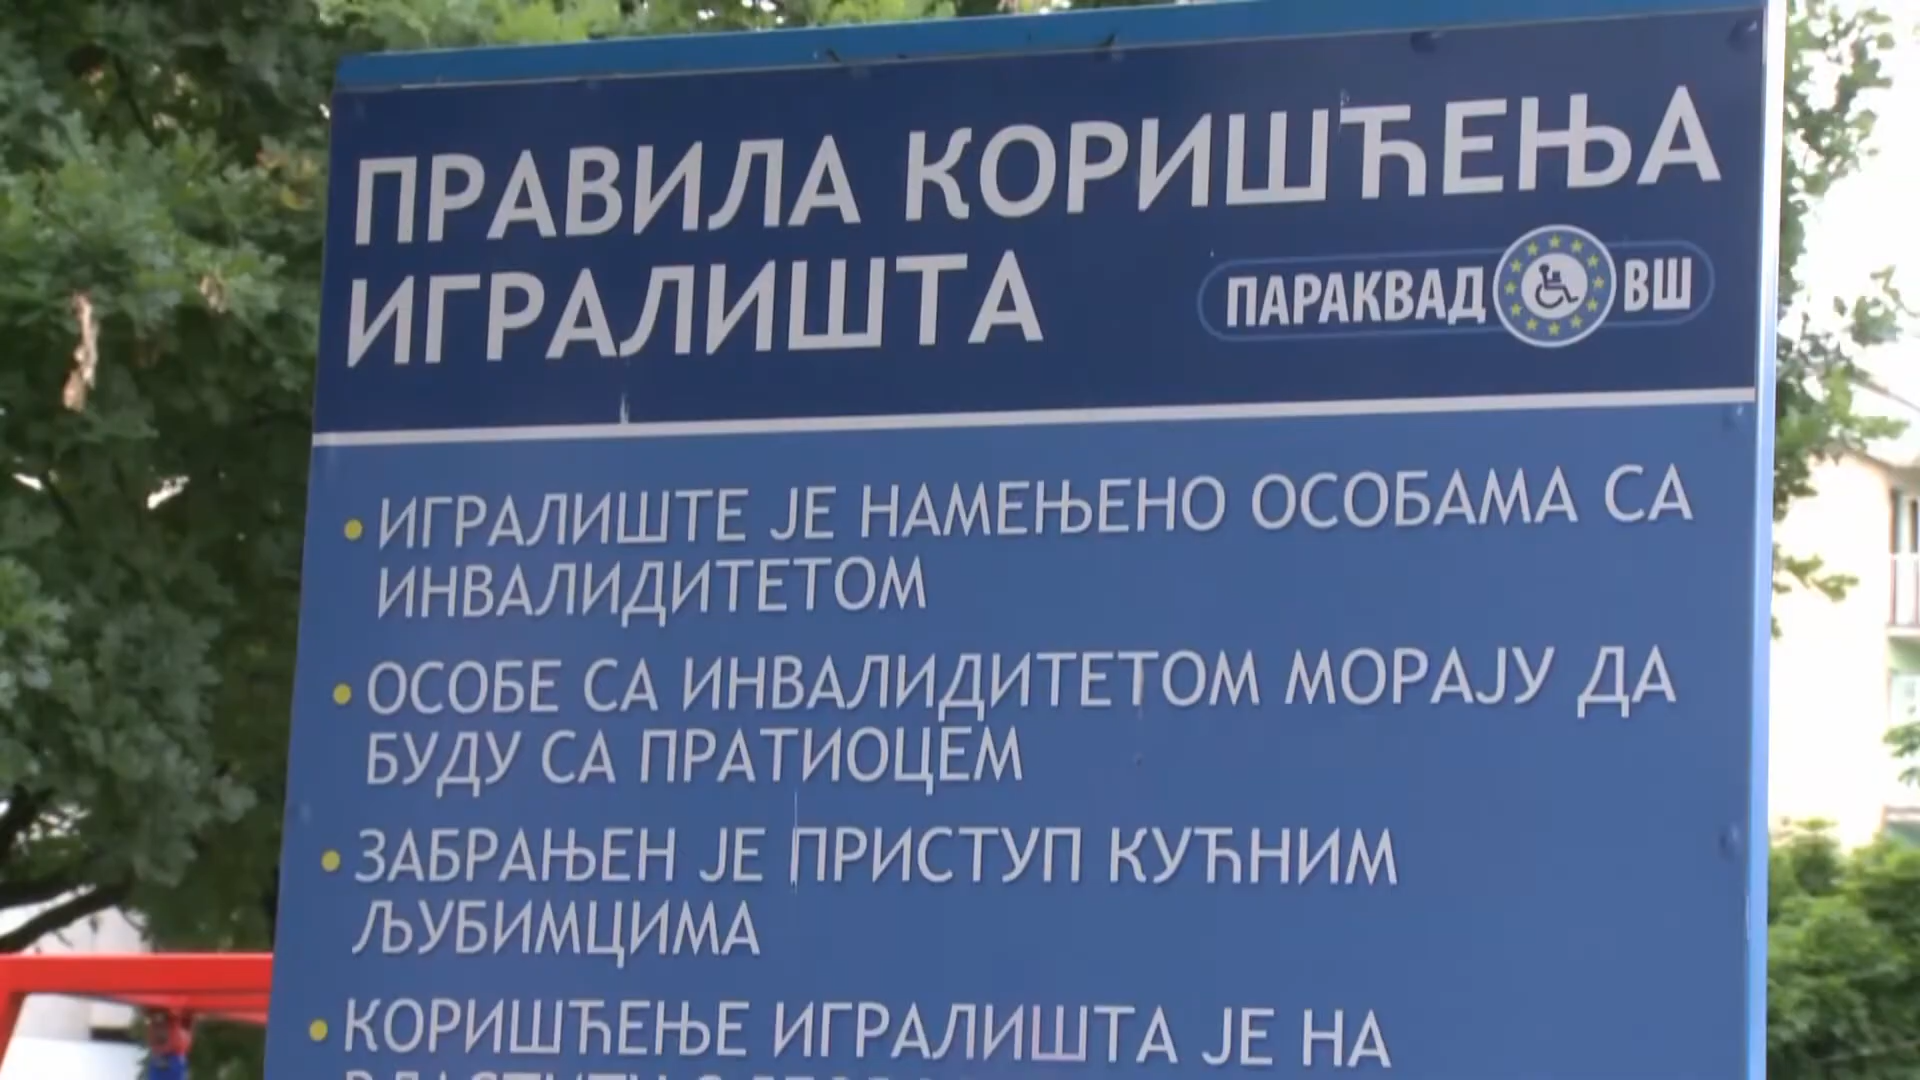 ПРАВИЛА КОРИШЋЕЊА
ИГРАЛИШТА
ПАРАКВАД ВШ
• ИГРАЛИШТЕ ЈЕ НАМЕЊЕНО ОСОБАМА СА
ИНВАЛИДИТЕТОМ
• ОСОБЕ СА ИНВАЛИДИТЕТОМ МОРАЈУ ДА
БУДУ СА ПРАТИОЦЕМ
• ЗАБРАЊЕН ЈЕ ПРИСТУП КУЋНИМ
ЉУБИМЦИМА
• КОРИШЋЕЊЕ ИГРАЛИШТА ЈЕ НА